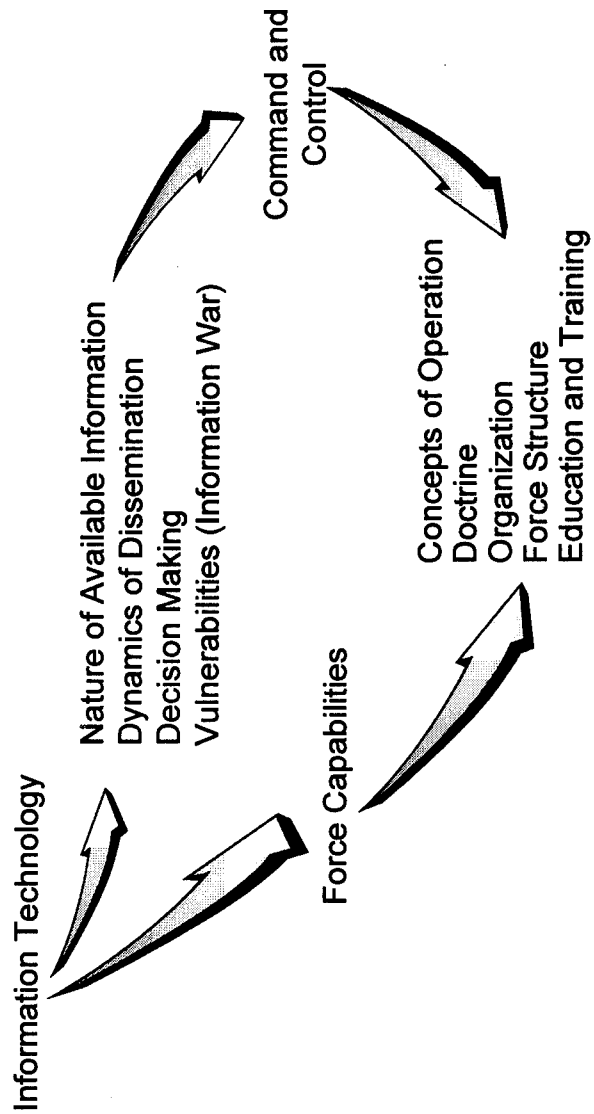 Information Technology
Nature of Available Information
Dynamics of Dissemination
Decision Making
Vulnerabilities (Information War)
Command and
Control
Force Capabilities
Concepts of Operation
Doctrine
Organization
Force Structure
Education and Training